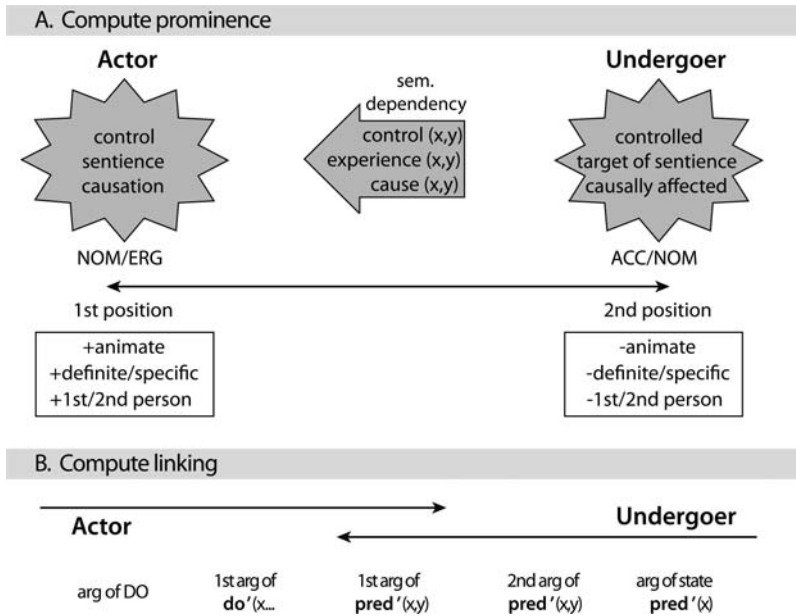 A. Compute prominence
Actor
Undergoer
sem.
dependency
control
sentience
causation
control (x,y)
experience (x,y)
cause (x,y)
controlled
target of sentience
causally affected
NOM/ERG
ACC/NOM
1st position
2nd position
+animate
+definite/specific
+1st/2nd person
-animate
-definite/specific
-1st/2nd person
B. Compute linking
Actor
Undergoer
arg of DO
1st arg of
do′(x...
1st arg of
pred′(x,y)
2nd arg of
pred′(x,y)
arg of state
pred′(x)